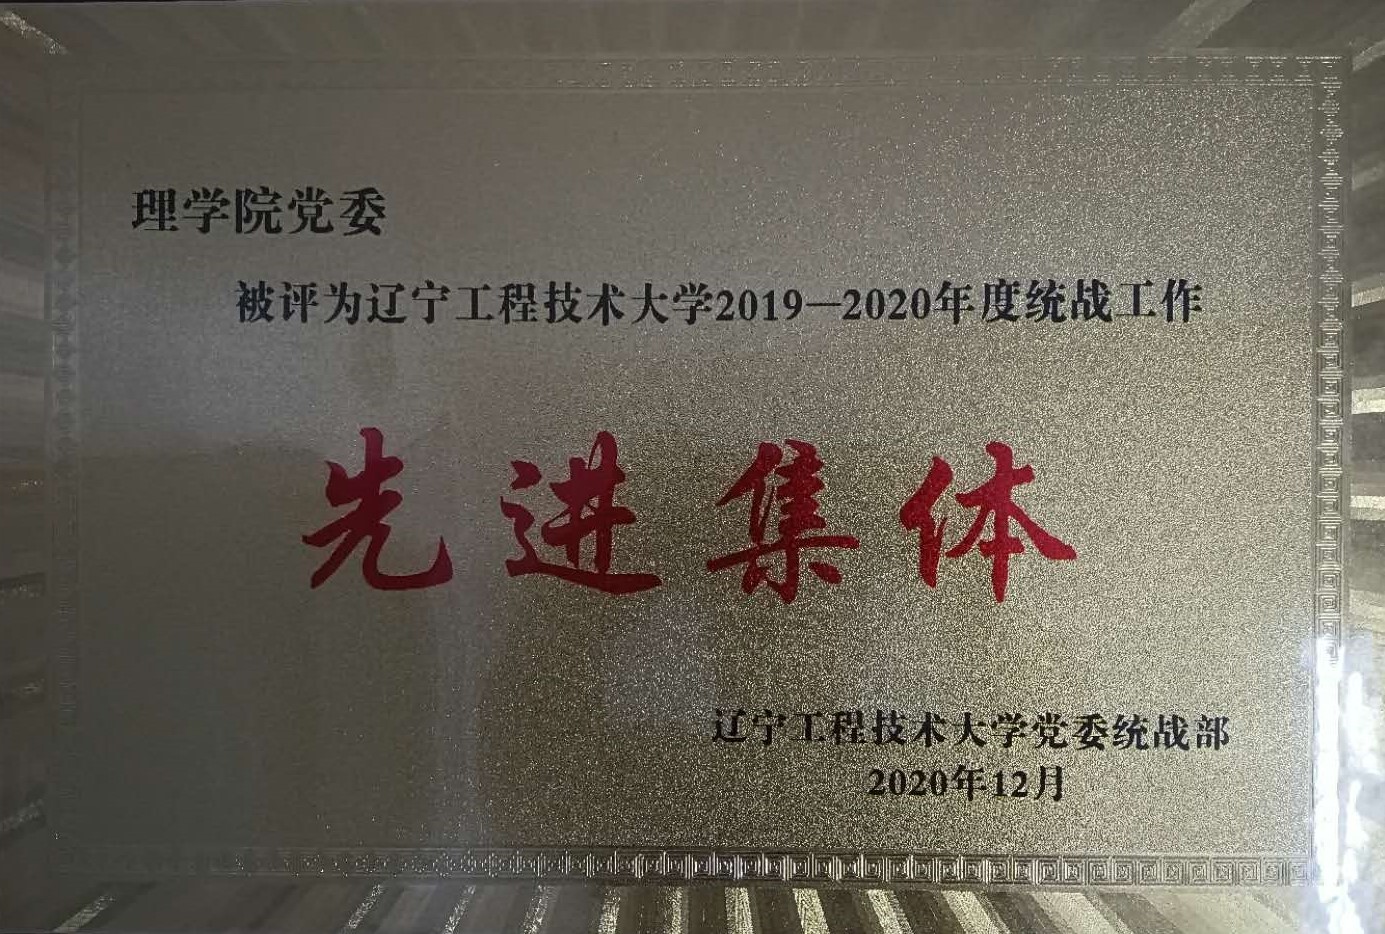 理学院党委
被评为辽宁工程技术大学2019—2020年度统战工作
先进集体
辽宁工程技术大学党委统战部
2020年12月